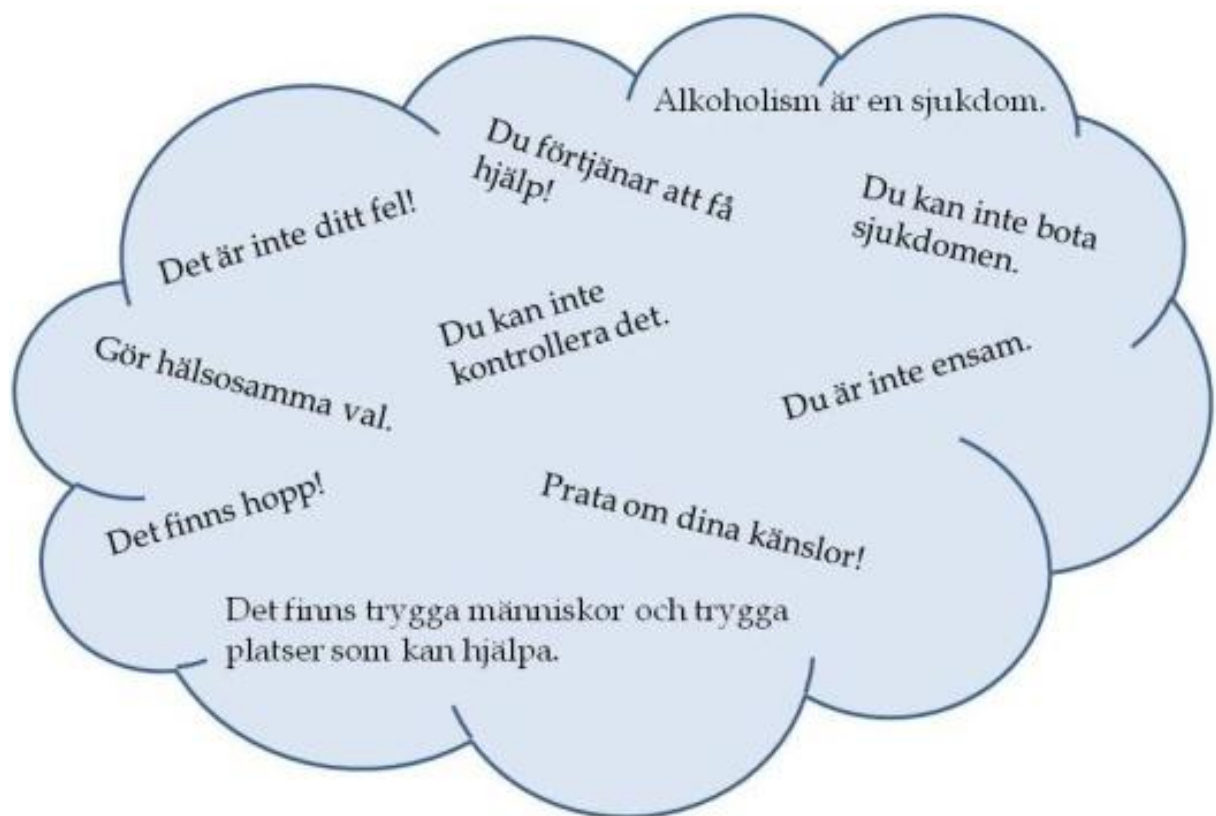 Alkoholism är en sjukdom.
Du förtjänar att få
hjälp!
Du kan inte bota
sjukdomen.
Det är inte ditt fel!
Du kan inte
kontrollera det.
Gör hälsosamma val.
Du är inte ensam.
Det finns hopp!
Prata om dina känslor!
Det finns trygga människor och trygga
platser som kan hjälpa.